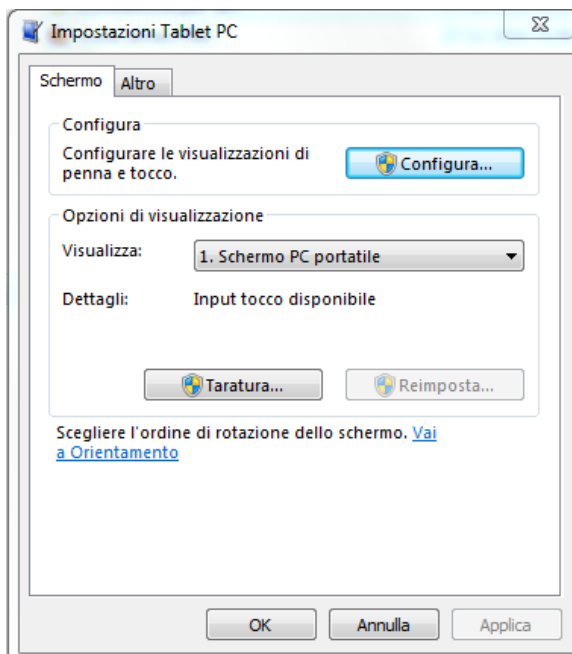 Impostazioni Tablet PC
Schermo
Altro
Configura
Configurare le visualizzazioni di
penna e tocco.
Configura...
Opzioni di visualizzazione
Visualizza:
1. Schermo PC portatile
Dettagli:
Input tocco disponibile
Taratura...
Reimposta...
Scegliere l'ordine di rotazione dello schermo. Vai
a Orientamento
OK
Annulla
Applica